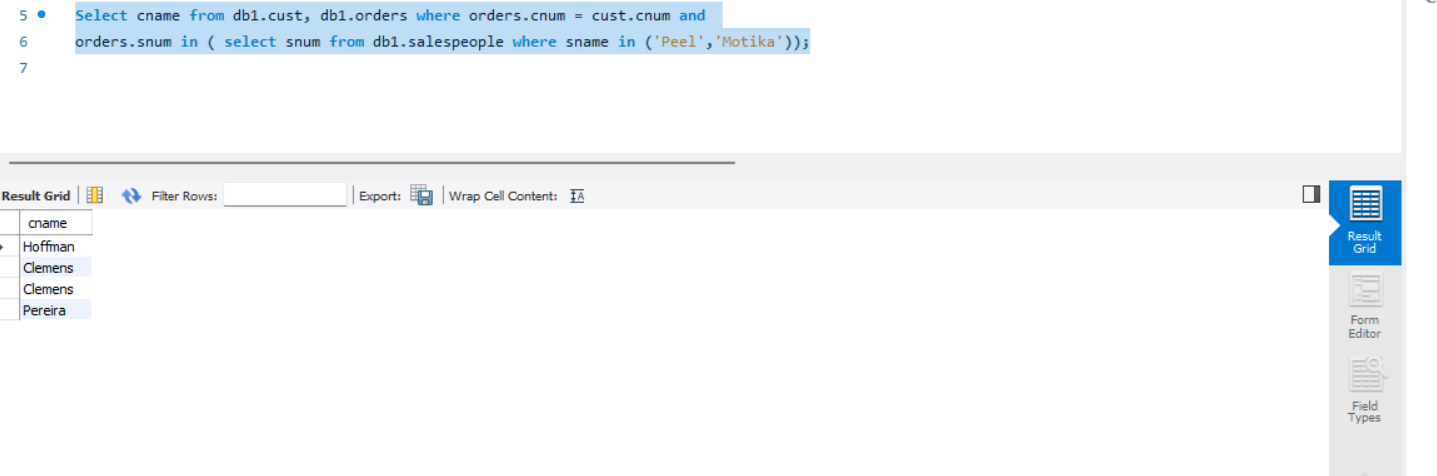 5 Select cname from db1.cust, db1.orders where orders.cnum = cust.cnum and
6 orders.snum in ( select snum from db1.salespeople where sname in ('Peel','Motika'));
7
Result Grid Filter Rows: Export: Wrap Cell Content:
cname
Hoffman
Clemens
Clemens
Pereira
Result
Grid
Form
Editor
Field
Types